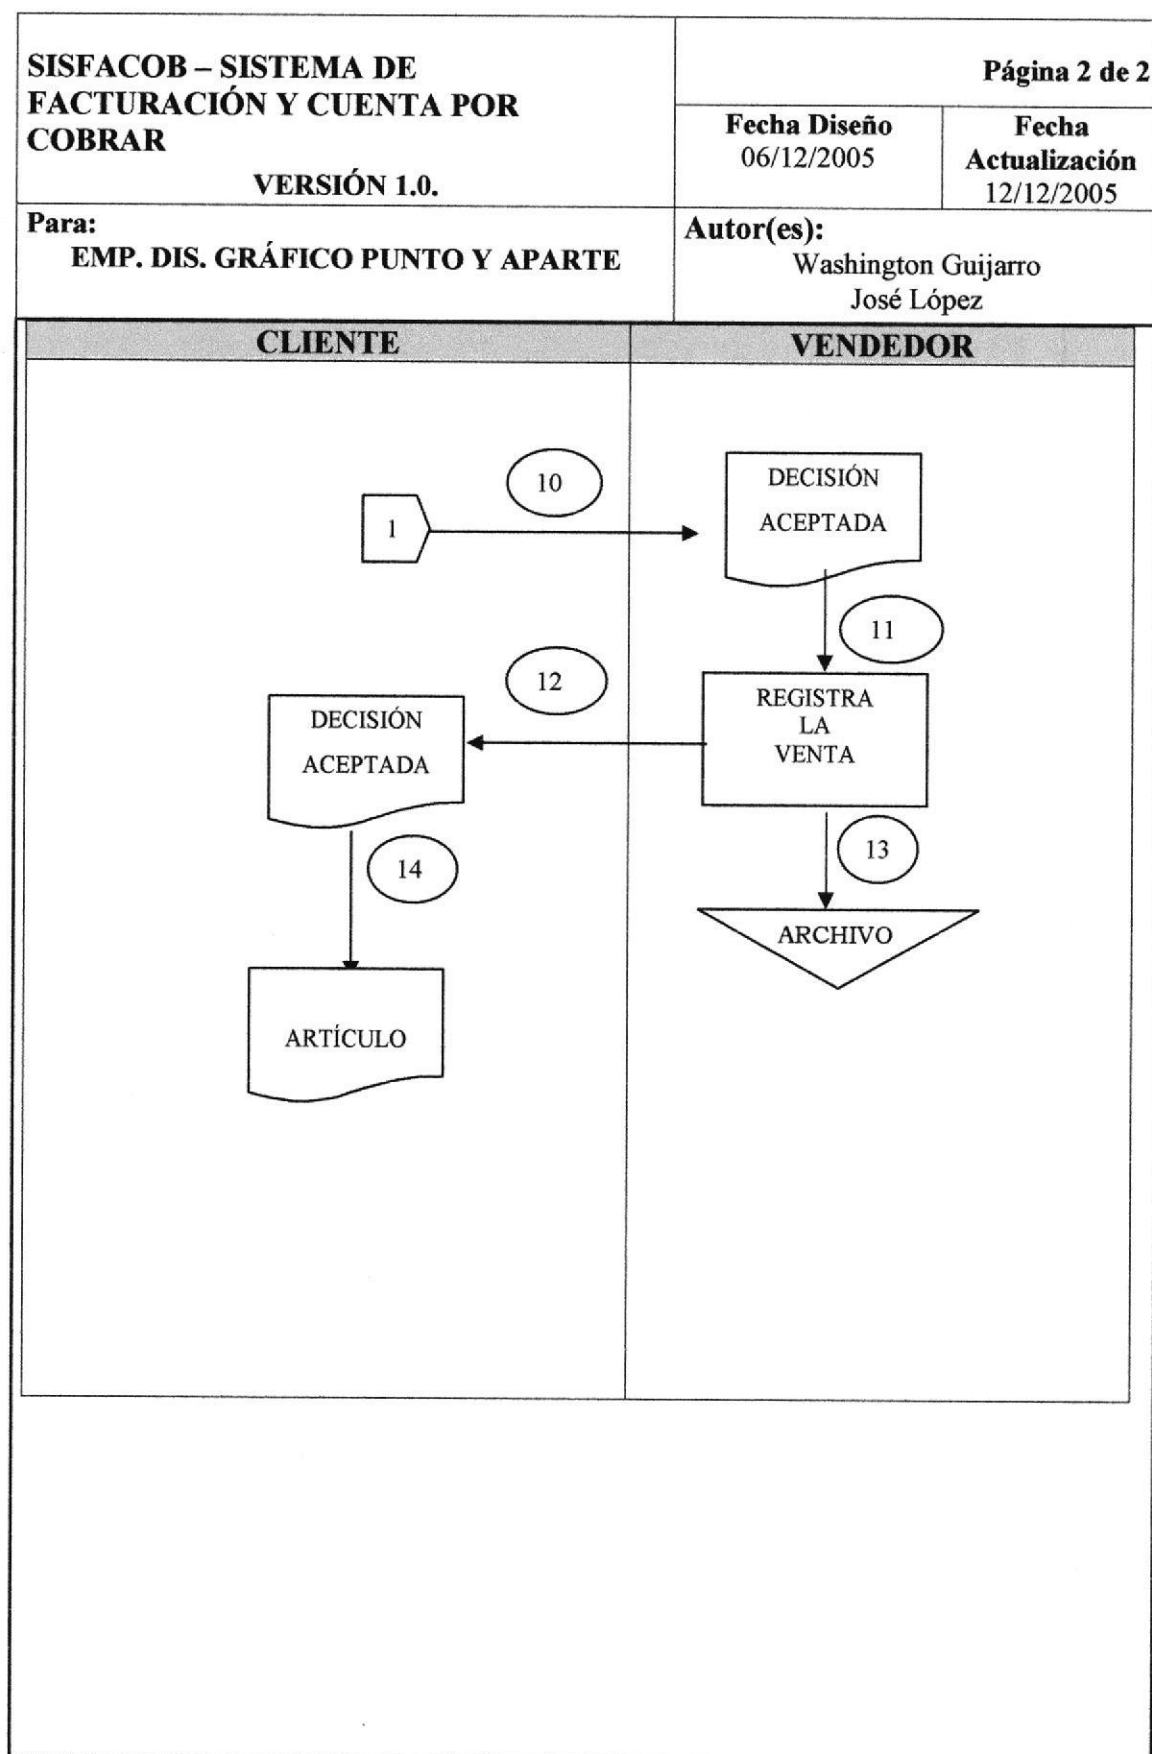 SISFACOB – SISTEMA DE
FACTURACIÓN Y CUENTA POR
COBRAR
VERSIÓN 1.0.
Página 2 de 2
Fecha Diseño
06/12/2005
Fecha
Actualización
12/12/2005
Para:
EMP. DIS. GRÁFICO PUNTO Y APARTE
Autor(es):
Washington Guijarro
José López
CLIENTE
VENDEDOR
10
DECISIÓN
ACEPTADA
1
11
12
REGISTRA
LA
VENTA
DECISIÓN
ACEPTADA
13
14
ARCHIVO
ARTÍCULO